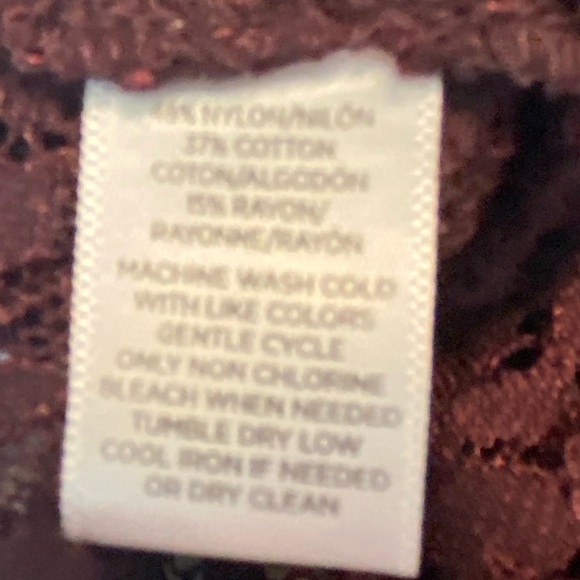 48% NYLON/NILÓN
37% COTTON
COTON/ALGODÓN
15% RAYON/
RAYONNE/RAYÓN
MACHINE WASH COLD
WITH LIKE COLORS
GENTLE CYCLE
ONLY NON CHLORINE
BLEACH WHEN NEEDED
TUMBLE DRY LOW
COOL IRON IF NEEDED
OR DRY CLEAN